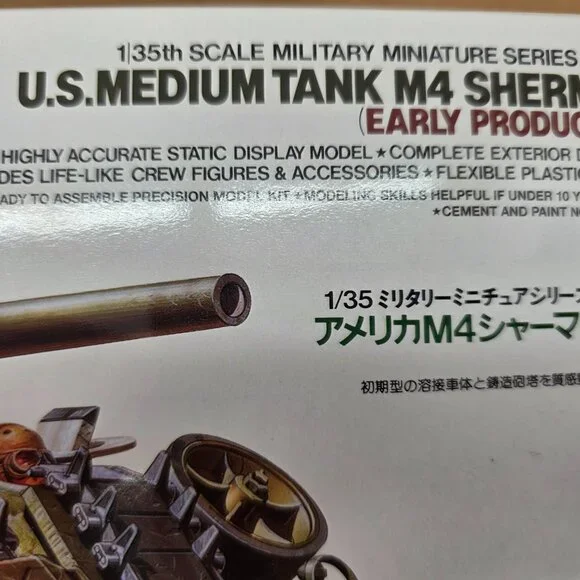 1/35th SCALE MILITARY MINIATURE SERIES
U.S. MEDIUM TANK M4 SHERM
(EARLY PRODUC
HIGHLY ACCURATE STATIC DISPLAY MODEL ★ COMPLETE EXTERIOR D
DES LIFE-LIKE CREW FIGURES & ACCESSORIES ★ FLEXIBLE PLASTIC
ADY TO ASSEMBLE PRECISION MODEL KIT ★ MODELING SKILLS HELPFUL IF UNDER 10 Y
★ CEMENT AND PAINT NO
1/35 ミリタリーミニチュアシリーズ
アメリカM4シャーマ
初期型の溶接車体と鋳造砲塔を質感